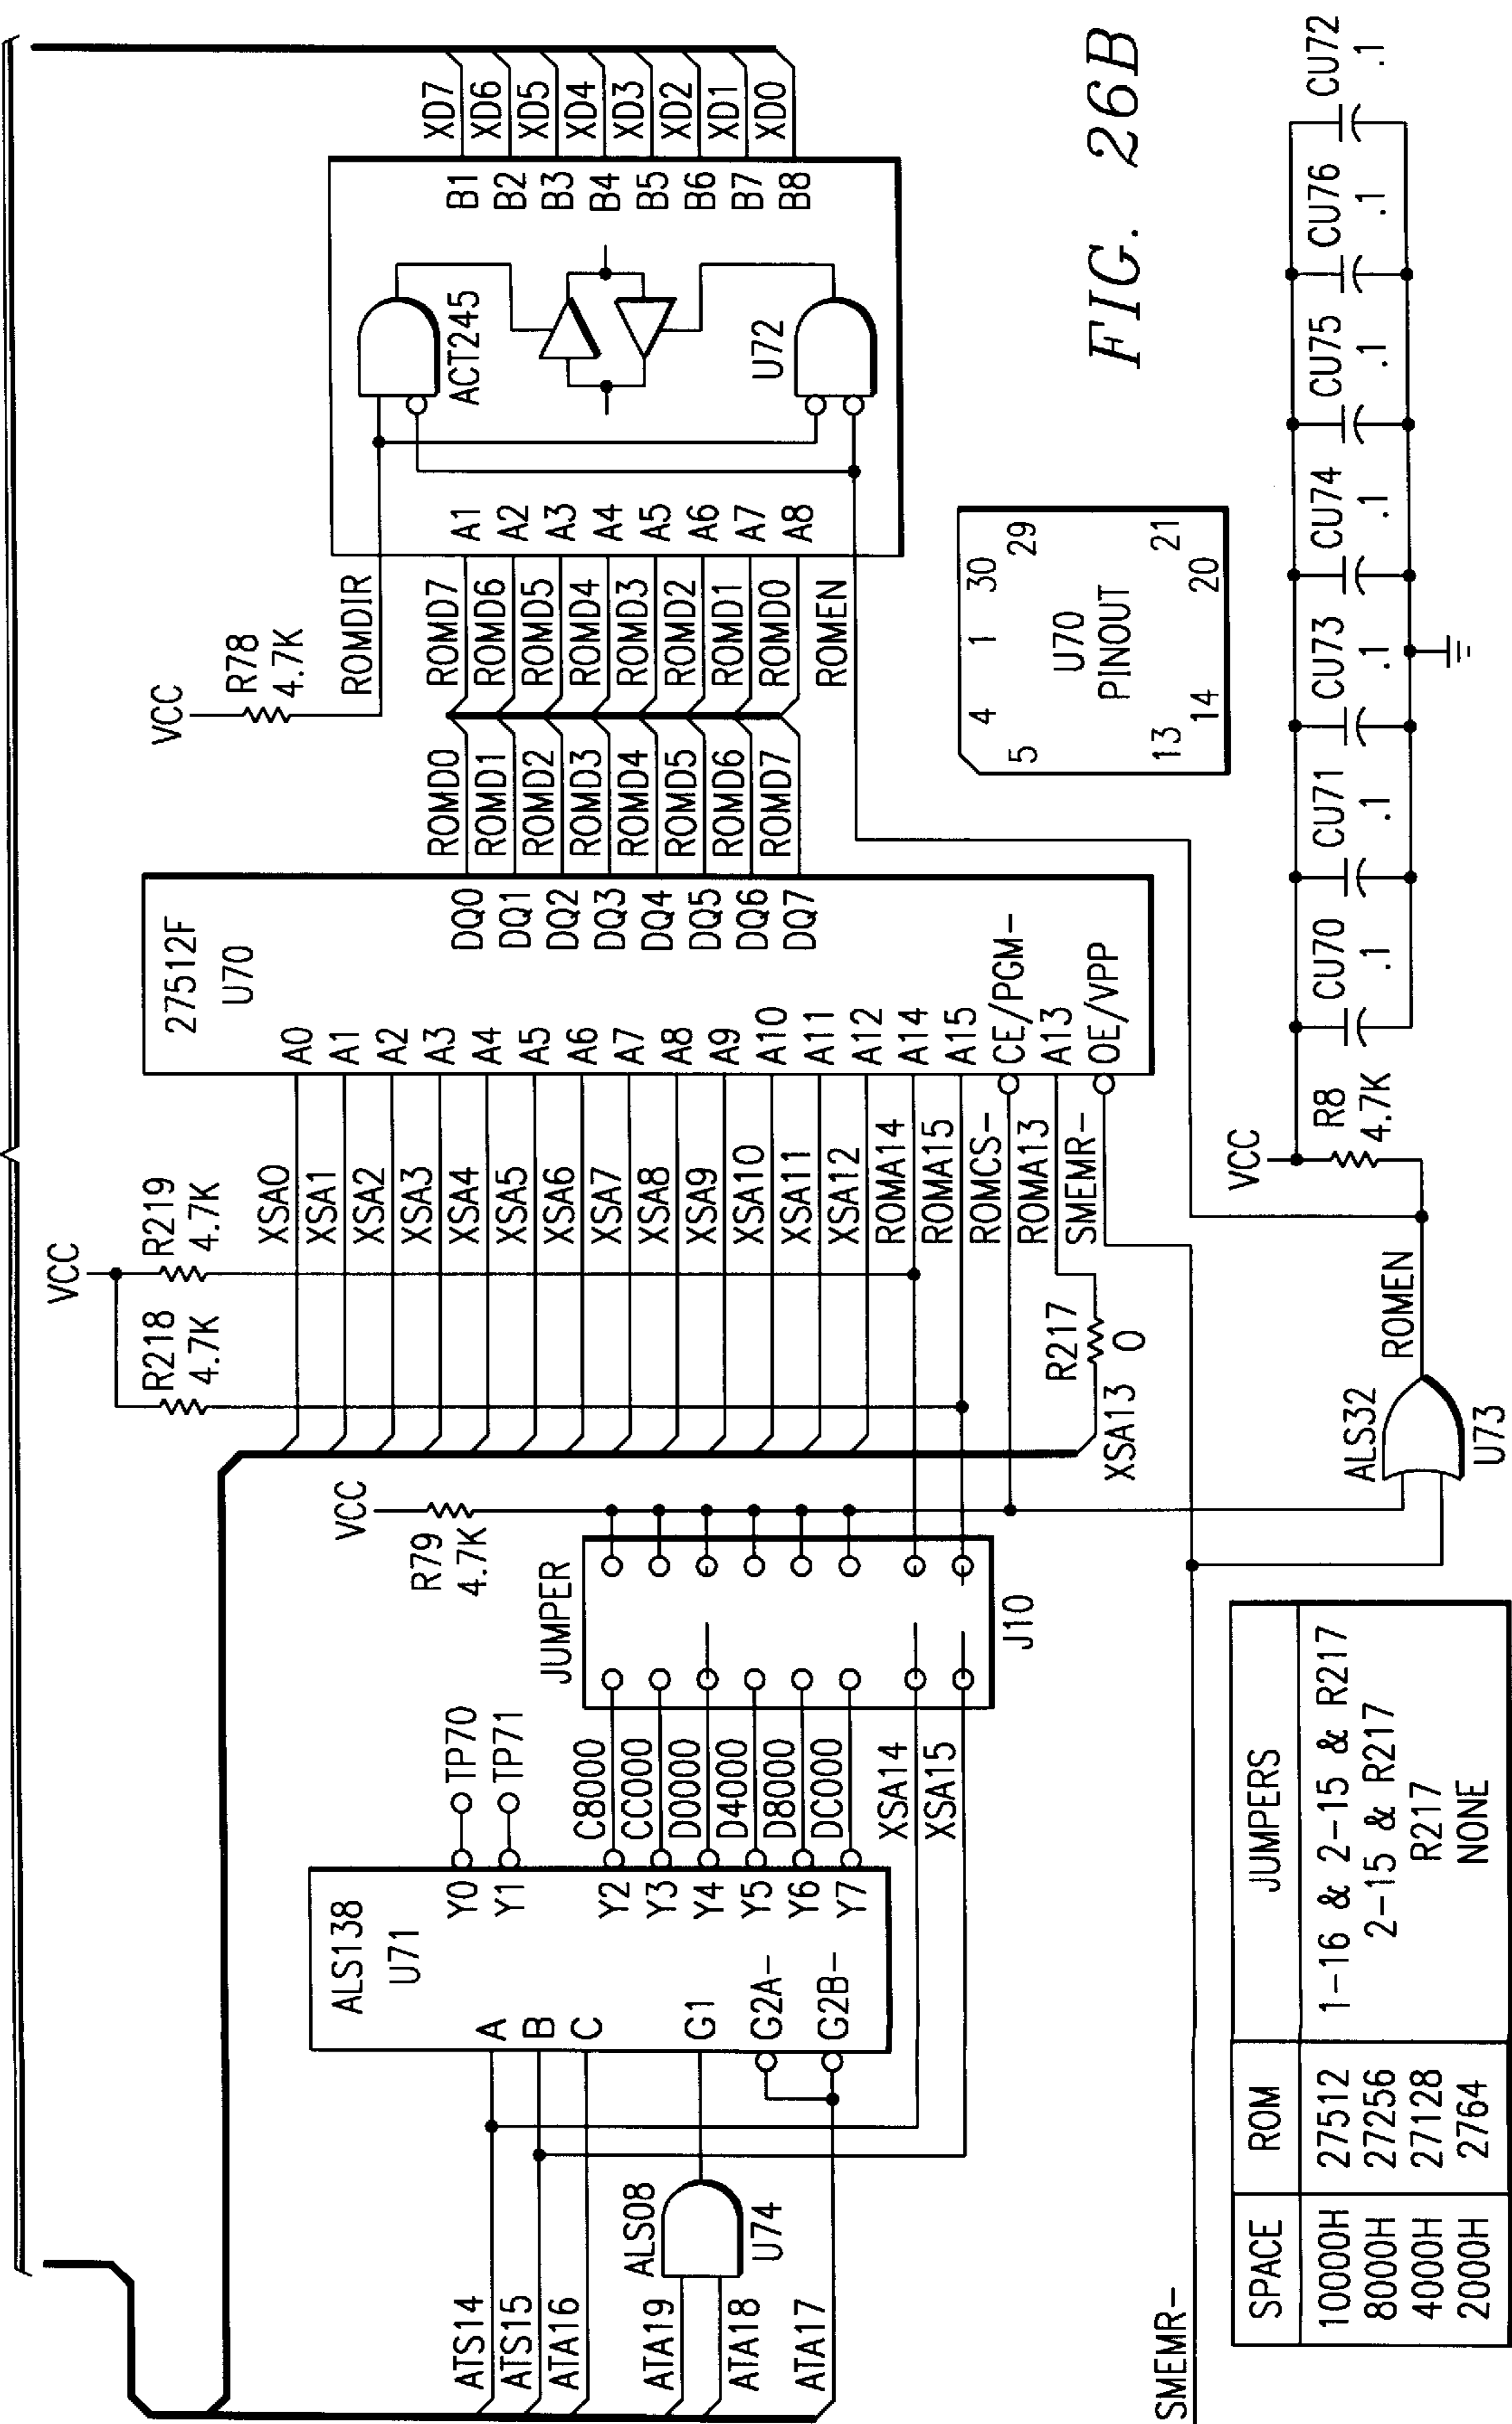 ATS14
ATS15
ATA16
ATA19
ATA18
ATA17
SMEMR-
ALS08
U74
ALS138
U71
A
B
C
G1
G2A-
G2B-
Y0
Y1
Y2
Y3
Y4
Y5
Y6
Y7
TP70
TP71
C8000
CC000
D0000
D4000
D8000
DC000
XSA14
XSA15
JUMPER
J10
VCC
R79
4.7K
VCC
R218
4.7K
R219
4.7K
XSA0
XSA1
XSA2
XSA3
XSA4
XSA5
XSA6
XSA7
XSA8
XSA9
XSA10
XSA11
XSA12
ROMA14
ROMA15
ROMCS-
ROMA13
SMEMR-
R217
0
XSA13
27512F
U70
A0
A1
A2
A3
A4
A5
A6
A7
A8
A9
A10
A11
A12
A14
A15
CE/PGM-
A13
OE/VPP
DQ0
DQ1
DQ2
DQ3
DQ4
DQ5
DQ6
DQ7
ROMD0
ROMD1
ROMD2
ROMD3
ROMD4
ROMD5
ROMD6
ROMD7
VCC
R78
4.7K
ROMDIR
ROMD7
ROMD6
ROMD5
ROMD4
ROMD3
ROMD2
ROMD1
ROMD0
ROMEN
A1
A2
A3
A4
A5
A6
A7
A8
ACT245
U72
B1
B2
B3
B4
B5
B6
B7
B8
XD7
XD6
XD5
XD4
XD3
XD2
XD1
XD0
4 1 30
5 29
U70
PINOUT
13 21
14 20
FIG. 26B
ALS32
U73
ROMEN
VCC
R8
4.7K
CU70
.1
CU71
.1
CU73
.1
CU74
.1
CU75
.1
CU76
.1
CU72
.1
SPACE ROM JUMPERS
10000H 27512 1-16 & 2-15 & R217
8000H 27256 2-15 & R217
4000H 27128 R217
2000H 2764 NONE